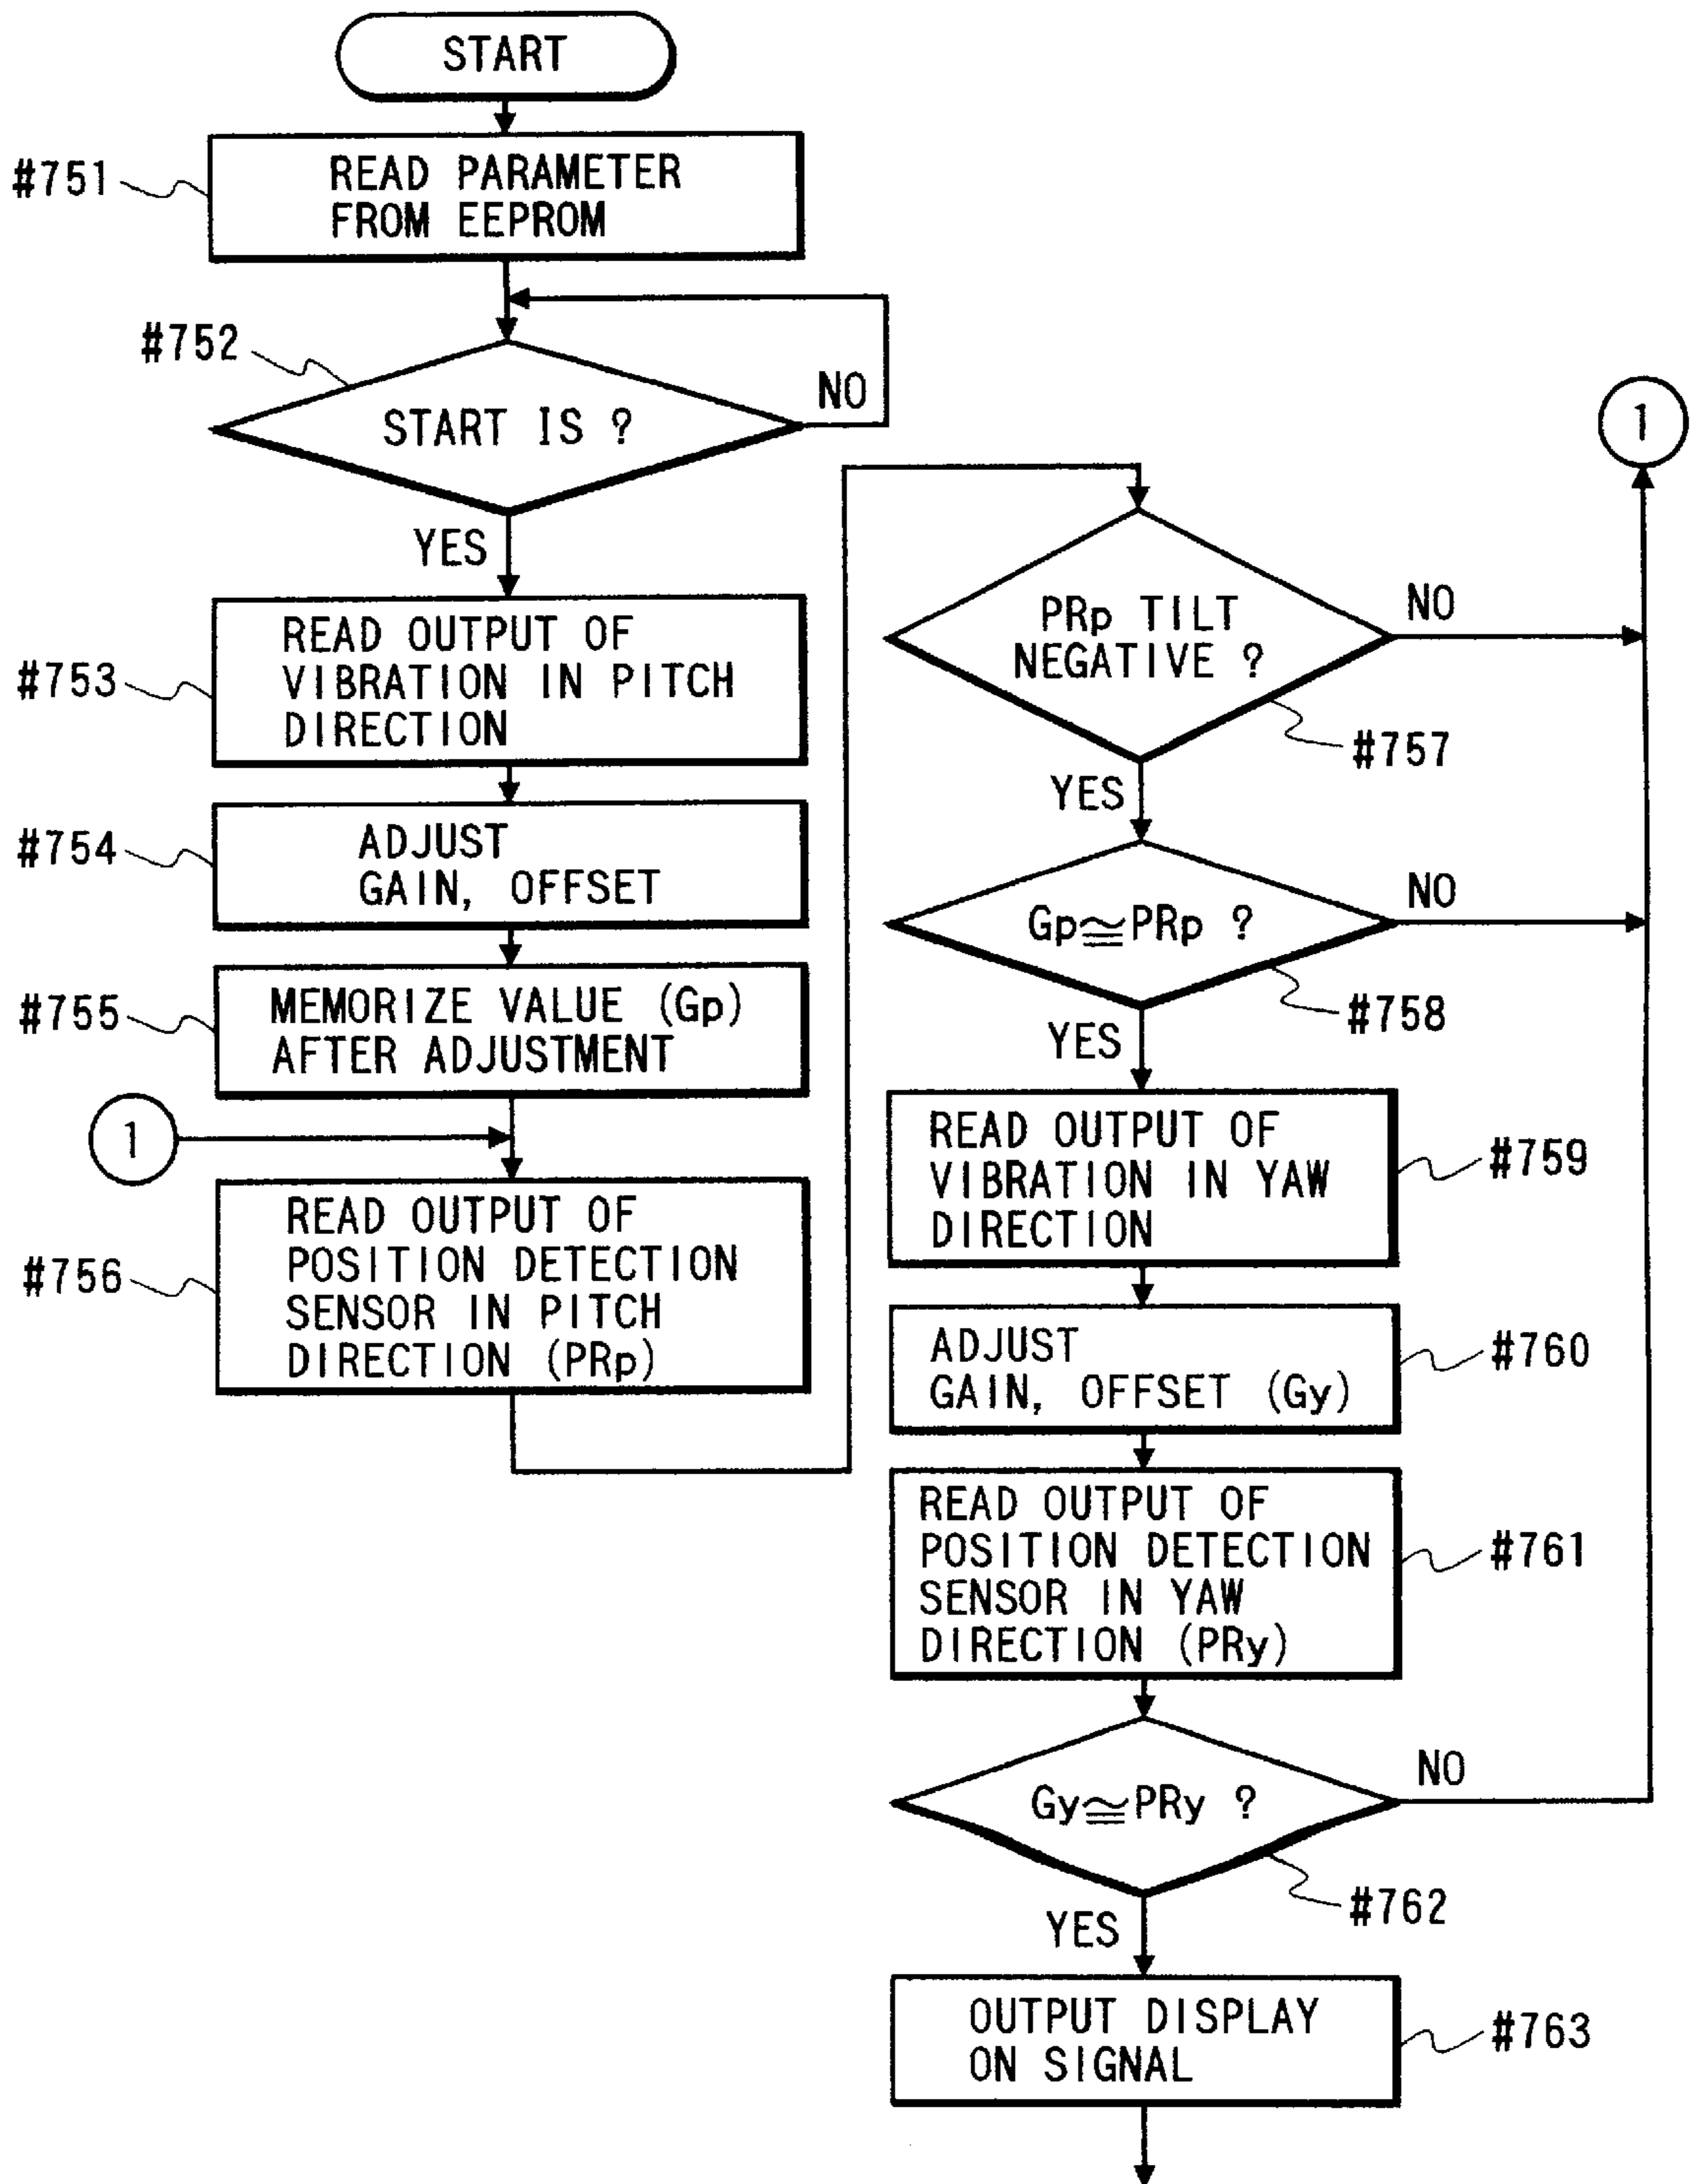 START
#751
READ PARAMETER
FROM EEPROM
#752
START IS ?
NO
YES
#753
READ OUTPUT OF
VIBRATION IN PITCH
DIRECTION
#754
ADJUST
GAIN, OFFSET
#755
MEMORIZE VALUE (Gp)
AFTER ADJUSTMENT
1
#756
READ OUTPUT OF
POSITION DETECTION
SENSOR IN PITCH
DIRECTION (PRp)
1
PRp TILT
NEGATIVE ?
NO
#757
YES
Gp≅PRp ?
NO
#758
YES
READ OUTPUT OF
VIBRATION IN YAW
DIRECTION
#759
ADJUST
GAIN, OFFSET (Gy)
#760
READ OUTPUT OF
POSITION DETECTION
SENSOR IN YAW
DIRECTION (PRy)
#761
Gy≅PRy ?
NO
#762
YES
OUTPUT DISPLAY
ON SIGNAL
#763